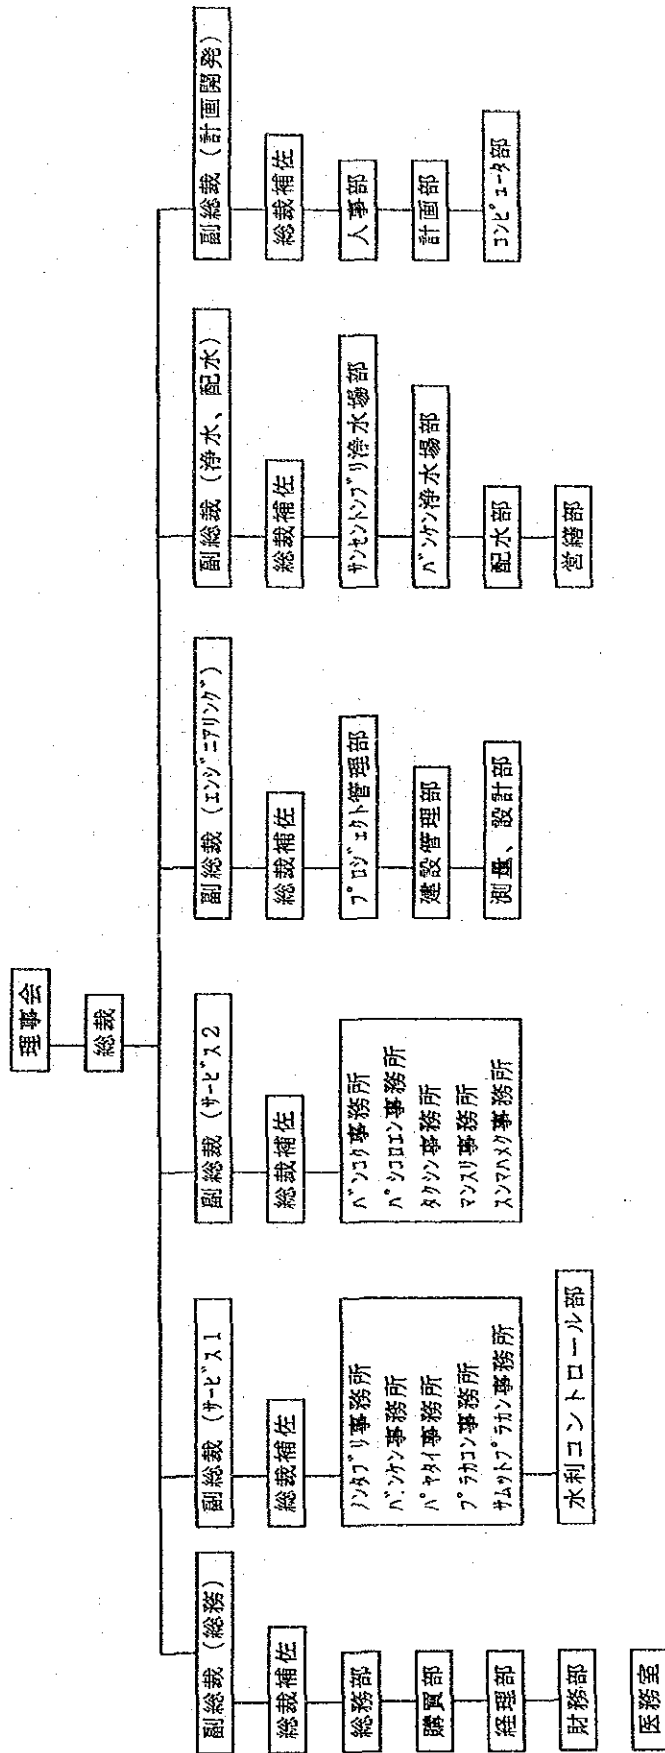 理事会
総裁
副総裁(総務)
総裁補佐
総務部
購買部
経理部
財務部
医務室
副総裁(サービス1
総裁補佐
ノンタブリ事務所
バンケン事務所
パヤタイ事務所
プラカコン事務所
サムットプラカン事務所
水利コントロール部
副総裁(サービス2
総裁補佐
バンコク事務所
パシコロエン事務所
タクシン事務所
マンスリ事務所
スンマハメク事務所
副総裁(エンジニアリング)
総裁補佐
プロジェクト管理部
建設管理部
測量、設計部
副総裁(浄水、配水)
総裁補佐
サンセントンブリ浄水場部
バンケン浄水場部
配水部
営繕部
副総裁(計画開発)
総裁補佐
人事部
計画部
コンピュータ部